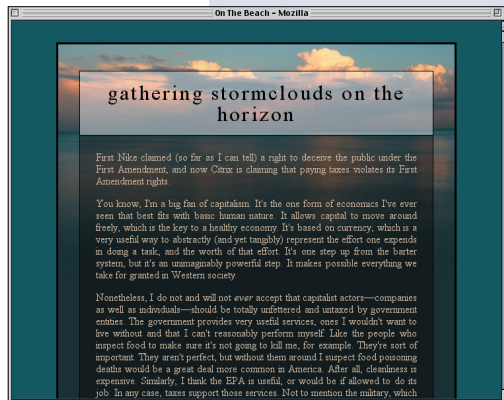 On The Beach - Mozilla
gathering stormclouds on the
horizon
First Nike claimed (so far as I can tell) a right to deceive the public under the
First Amendment, and now Citrix is claiming that paying taxes violates its First
Amendment rights.
You know, I'm a big fan of capitalism. It's the one form of economics I've ever
seen that best fits with basic human nature. It allows capital to move around
freely, which is the key to a healthy economy. It's based on currency, which is a
very useful way to abstractly (and yet tangibly) represent the effort one expends
in doing a task, and the worth of that effort. It's one step up from the barter
system, but it's an unimaginably powerful step. It makes possible everything we
take for granted in Western society.
Nonetheless, I do not and will not ever accept that capitalist actors—companies
as well as individuals—should be totally unfettered and untaxed by government
entities. The government provides very useful services, ones I wouldn't want to
live without and that I can't reasonably perform myself. Like the people who
inspect food to make sure it's not going to kill me, for example. They're sort of
important. They aren't perfect, but without them around I suspect food poisoning
deaths would be a great deal more common in America. After all, cleanliness is
expensive. Similarly, I think the EPA is useful, or would be if allowed to do its
job. In any case, taxes support those services. Not to mention the military, which